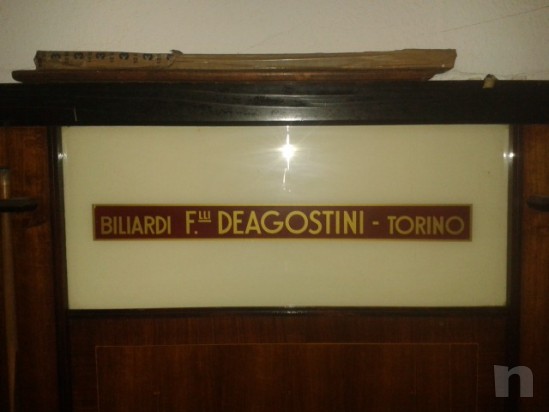 BILIARDI F.LLI DEAGOSTINI - TORINO
n